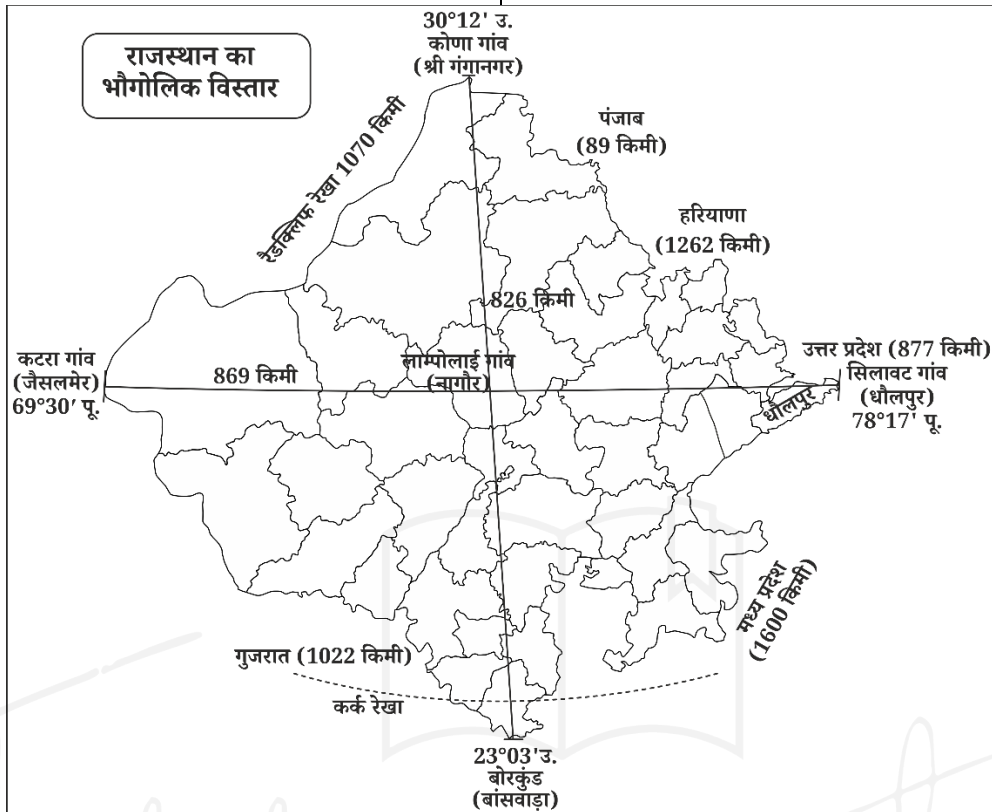 30°12' उ.
कोणा गांव
(श्री गंगानगर)
राजस्थान का
भौगोलिक विस्तार
पंजाब
(89 किमी)
रैडक्लिफ रेखा 1070 किमी
हरियाणा
(1262 किमी)
826 किमी
कटरा गांव
(जैसलमेर)
69°30' पू.
869 किमी
लाम्पोलाई गांव
(नागौर)
उत्तर प्रदेश (877 किमी)
सिलावट गांव
(धौलपुर)
78°17' पू.
धौलपुर
मध्य प्रदेश
(1600 किमी)
गुजरात (1022 किमी)
कर्क रेखा
23°03'उ.
बोरकुंड
(बांसवाड़ा)